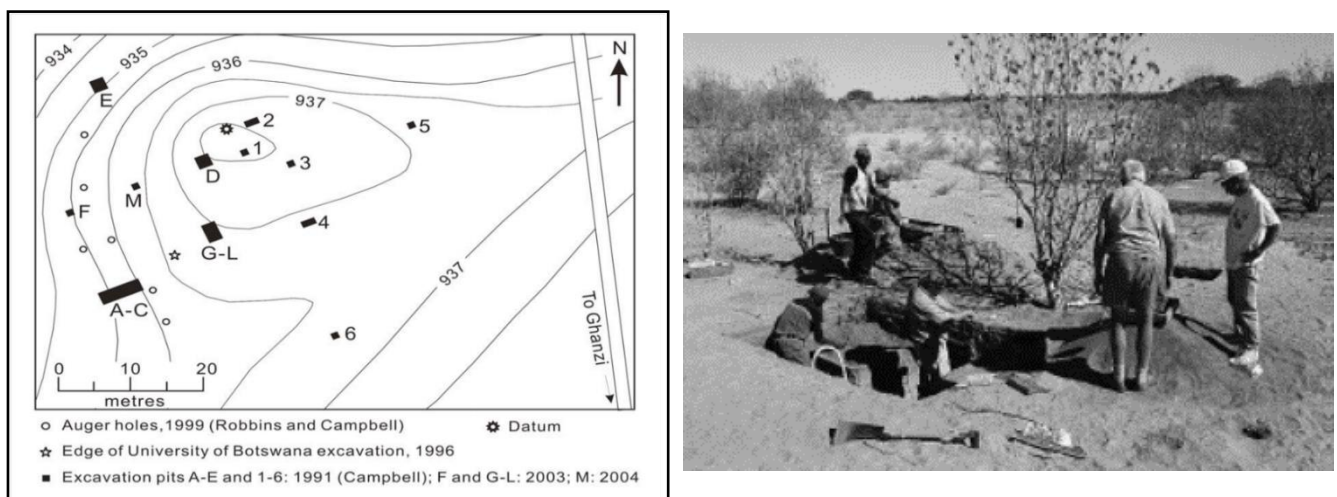 934
935
936
937
N
E
2
5
1
3
D
M
F
4
G-L
A-C
937
6
To Ghanzi
0 10 20
metres
Auger holes,1999 (Robbins and Campbell) Datum
Edge of University of Botswana excavation, 1996
Excavation pits A-E and 1-6: 1991 (Campbell); F and G-L: 2003; M: 2004